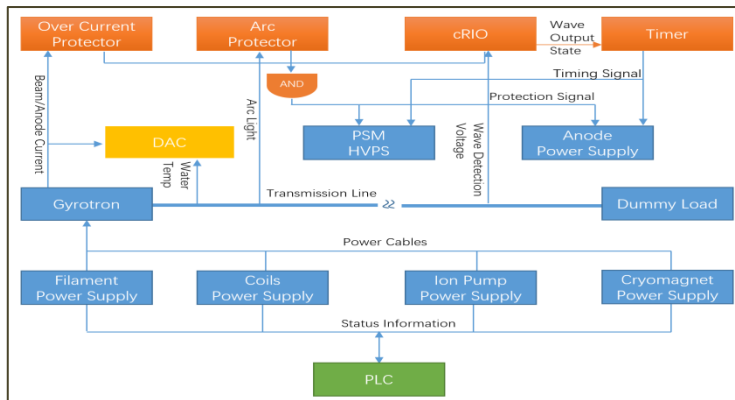 Over Current
Protector
Arc
Protector
cRIO
Wave
Output
State
Timer
AND
Timing Signal
Protection Signal
Beam/Anode Current
Arc Light
Wave Detection
Voltage
DAC
PSM
HVPS
Anode
Power Supply
Water
Temp
Transmission Line
Gyrotron
Dummy Load
Power Cables
Filament
Power Supply
Coils
Power Supply
Ion Pump
Power Supply
Cryomagnet
Power Supply
Status Information
PLC